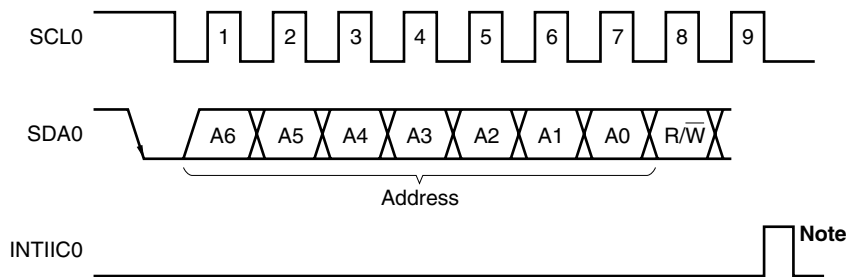 SCL0 1 2 3 4 5 6 7 8 9
SDA0 A6 A5 A4 A3 A2 A1 A0 R/W̅
Address
INTIIC0 Note